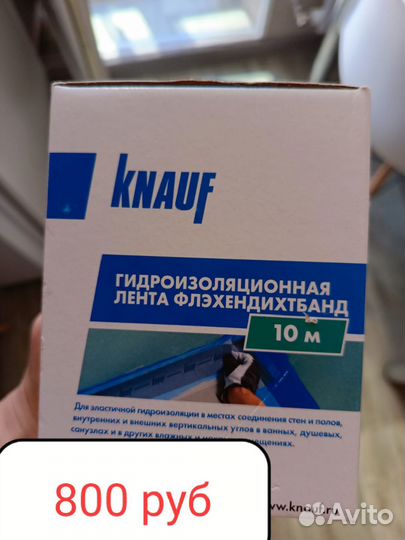 KNAUF
ГИДРОИЗОЛЯЦИОННАЯ
ЛЕНТА ФЛЭХЕНДИХТБАНД
10 м
Для эластичной гидроизоляции в местах соединения стен и полов,
внутренних и внешних вертикальных углов в ванных, душевых,
санузлах и в других влажных и помещениях.
800 руб
www.knauf.ru
Avito